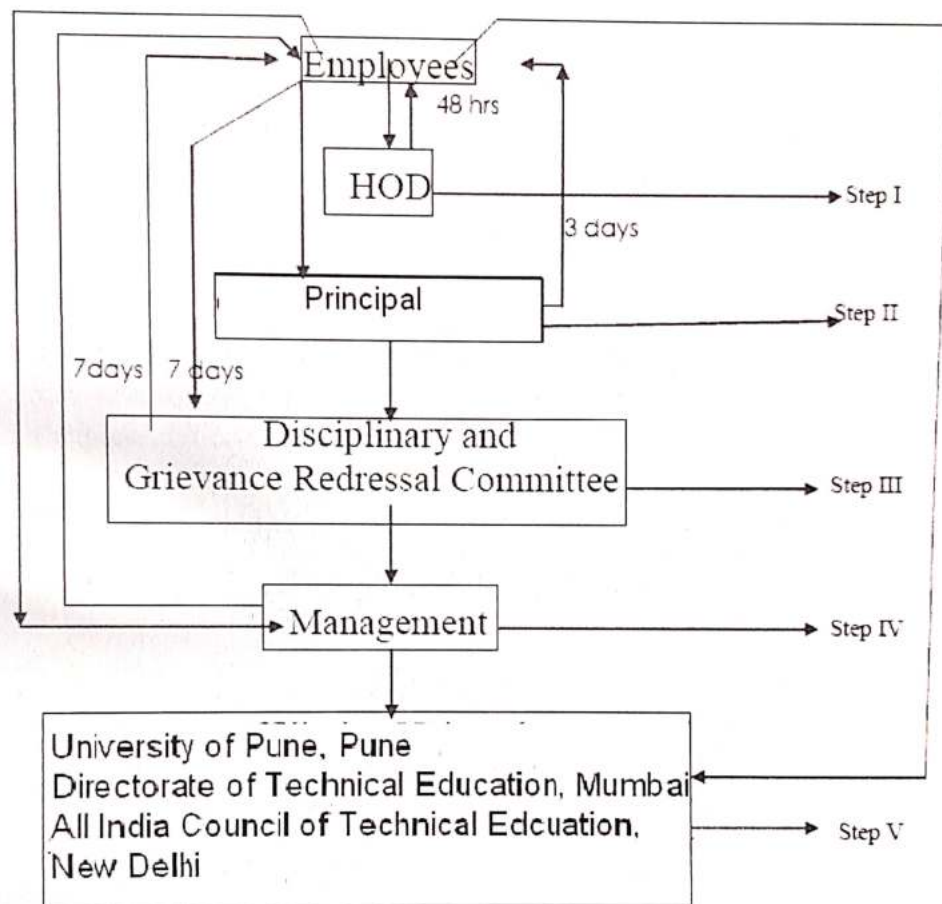 Employees
48 hrs
HOD
Step I
3 days
Principal
Step II
7days
7 days
Disciplinary and
Grievance Redressal Committee
Step III
Management
Step IV
University of Pune, Pune
Directorate of Technical Education, Mumbai
All India Council of Technical Edcuation,
New Delhi
Step V